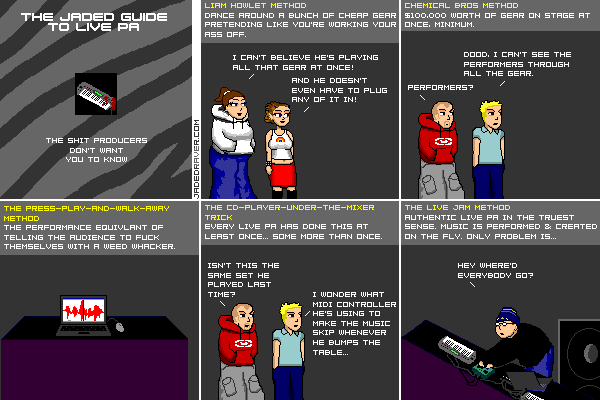 THE JADED GUIDE
TO LIVE PA
THE SHIT PRODUCERS
DON'T WANT
YOU TO KNOW
JADEDRAVER.COM
LIAM HOWLET METHOD
DANCE AROUND A BUNCH OF CHEAP GEAR
PRETENDING LIKE YOU'RE WORKING YOUR
ASS OFF.
I CAN'T BELIEVE HE'S PLAYING
ALL THAT GEAR AT ONCE!
AND HE DOESN'T
EVEN HAVE TO PLUG
ANY OF IT IN!
CHEMICAL BROS METHOD
$100,000 WORTH OF GEAR ON STAGE AT
ONCE, MINIMUM.
DOOD, I CAN'T SEE THE
PERFORMERS THROUGH
ALL THE GEAR.
PERFORMERS?
THE PRESS-PLAY-AND-WALK-AWAY
METHOD
THE PERFORMANCE EQUIVLANT OF
TELLING THE AUDIENCE TO FUCK
THEMSELVES WITH A WEED WHACKER.
THE CD-PLAYER-UNDER-THE-MIXER
TRICK
EVERY LIVE PA HAS DONE THIS AT
LEAST ONCE... SOME MORE THAN ONCE.
ISN'T THIS THE
SAME SET HE
PLAYED LAST
TIME?
I WONDER WHAT
MIDI CONTROLLER
HE'S USING TO
MAKE THE MUSIC
SKIP WHENEVER
HE BUMPS THE
TABLE...
THE LIVE JAM METHOD
AUTHENTIC LIVE PA IN THE TRUEST
SENSE. MUSIC IS PERFORMED & CREATED
ON THE FLY. ONLY PROBLEM IS...
HEY WHERE'D
EVERYBODY GO?